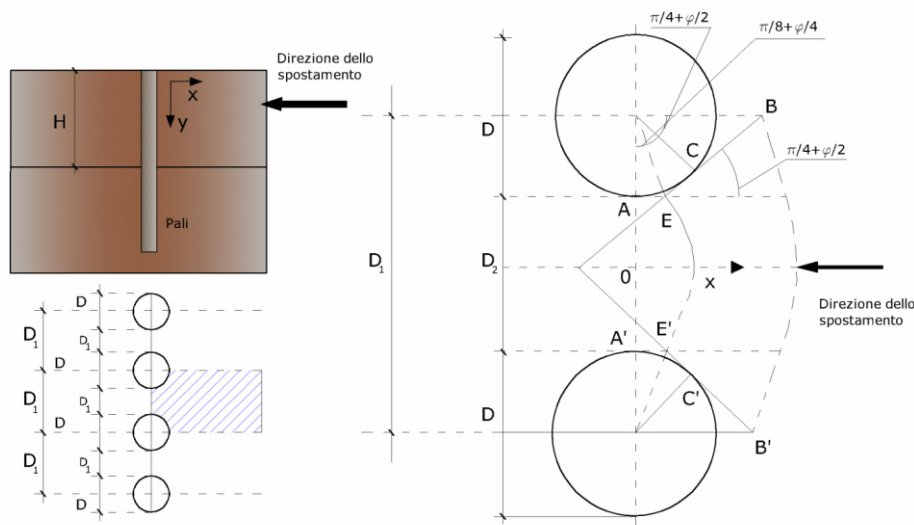 Direzione dello
spostamento
H
x
y
Pali
D
D₁
D₁
D
D₁
D₁
D
D₁
D₁
D
π/4+φ/2
π/8+φ/4
D
B
C
π/4+φ/2
A
E
D₁
D₂
0
x
Direzione dello
spostamento
A'
E'
C'
D
B'